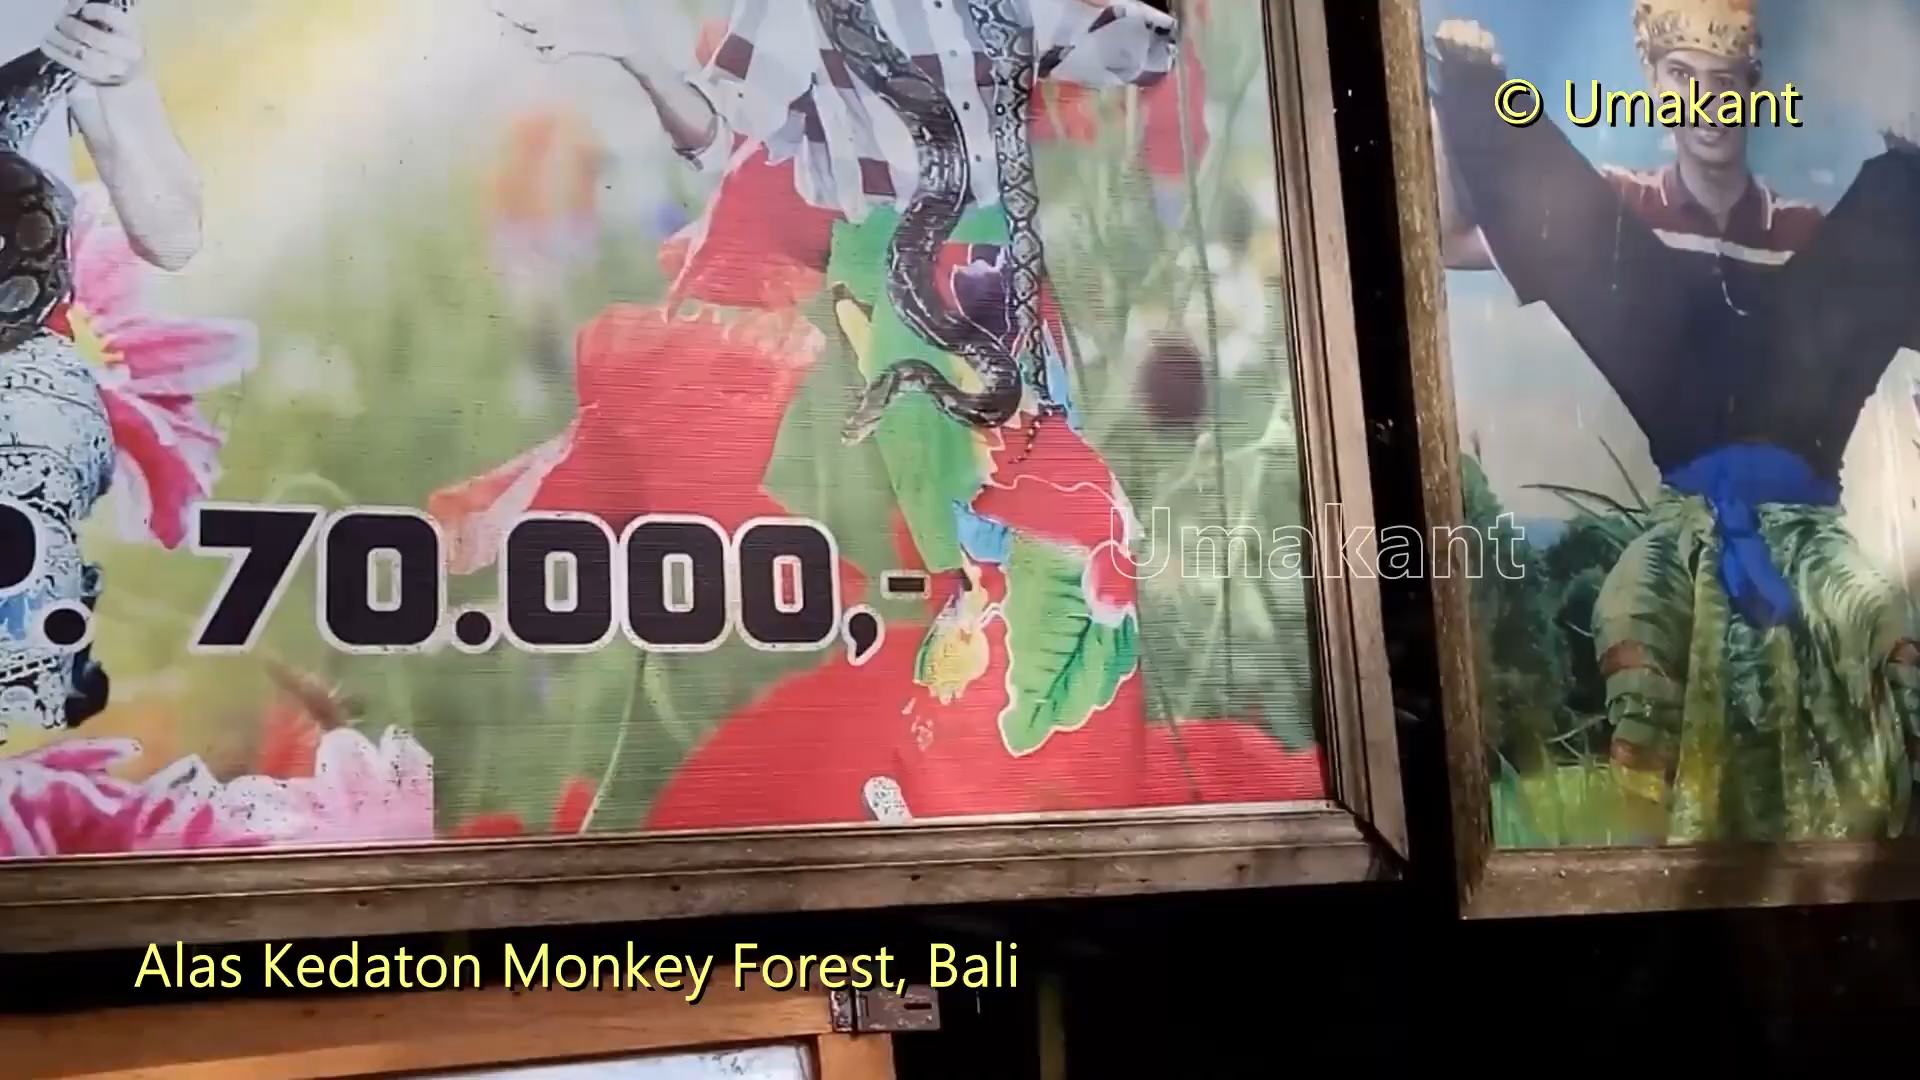 © Umakant
P. 70.000,-
Umakant
Alas Kedaton Monkey Forest, Bali